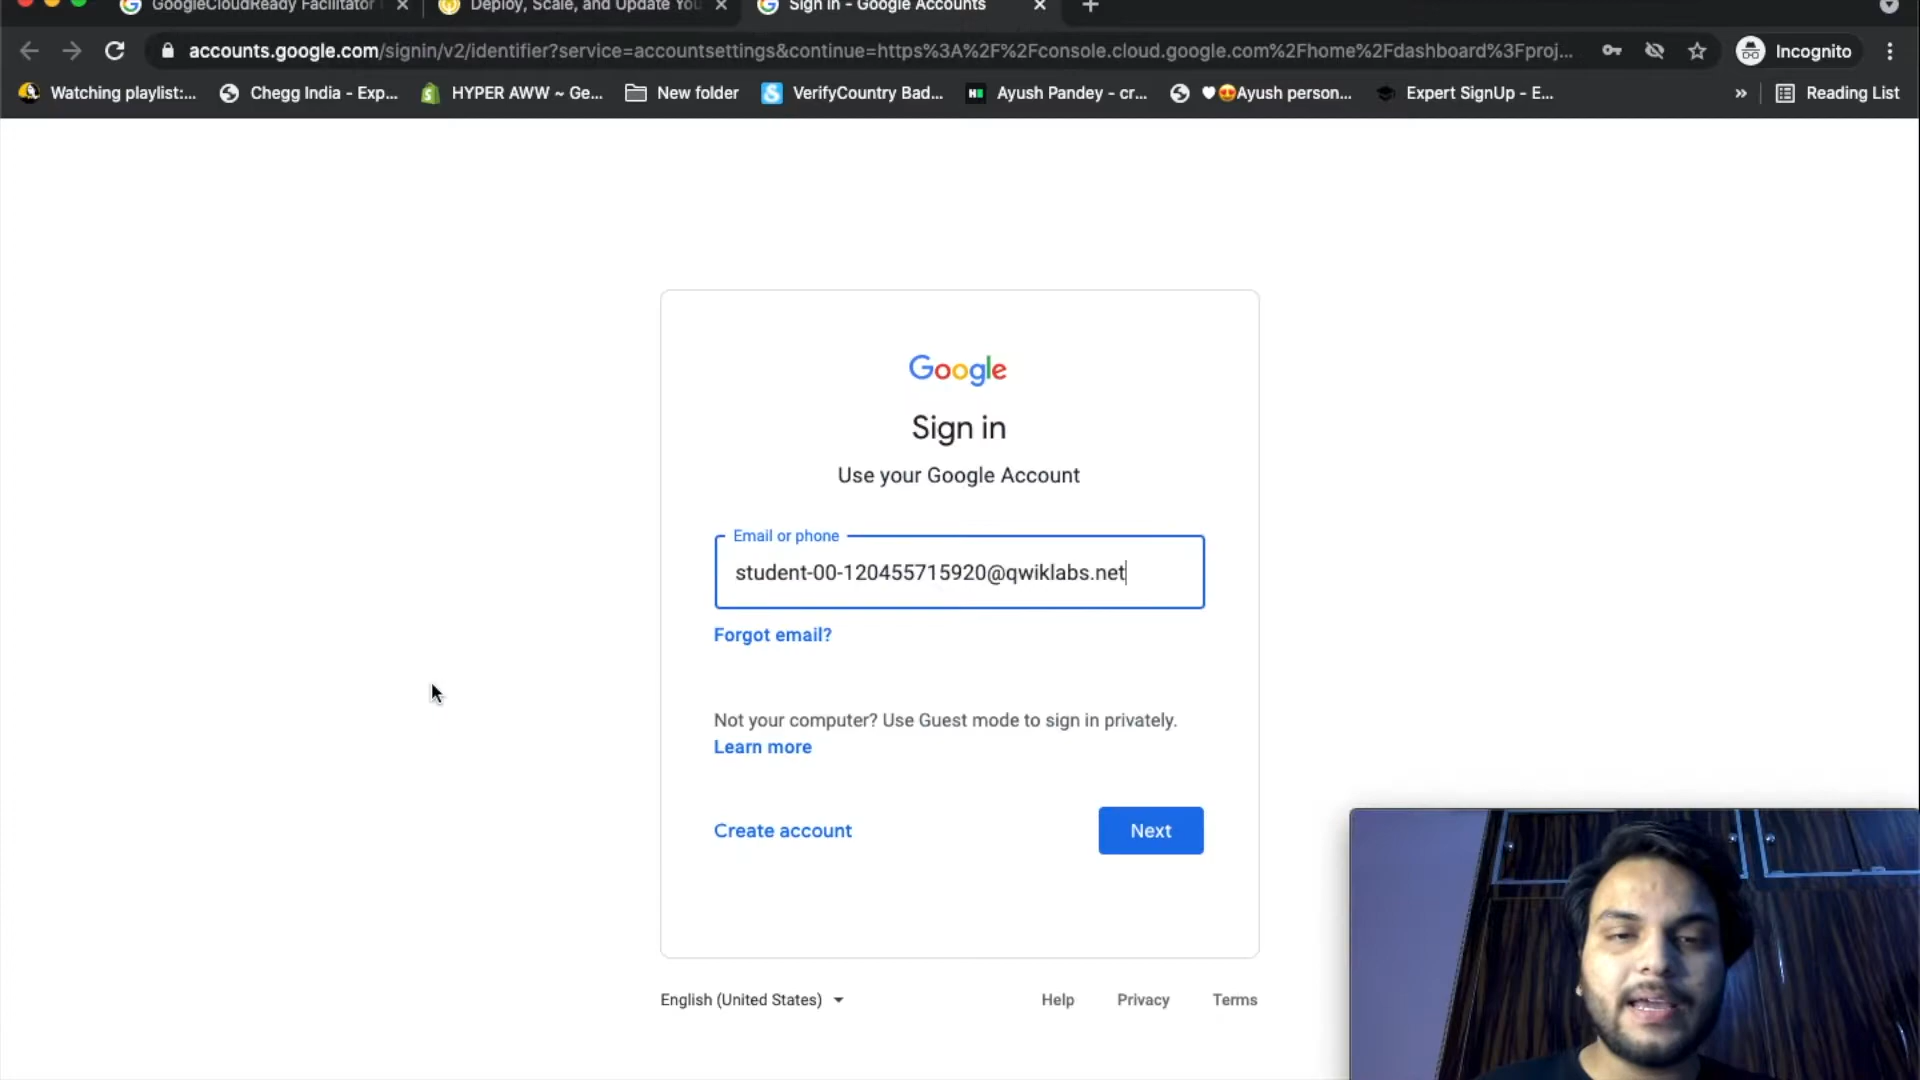 GoogleCloudReady Facilitator
Deploy, Scale, and Update You
Sign in - Google Accounts
accounts.google.com/signin/v2/identifier?service=accountsettings&continue=https%3A%2F%2Fconsole.cloud.google.com%2Fhome%2Fdashboard%3Fproj...
Incognito
Watching playlist:...
Chegg India - Exp...
HYPER AWW ~ Ge...
New folder
VerifyCountry Bad...
Ayush Pandey - cr...
Ayush person...
Expert SignUp - E...
»
Reading List
Google
Sign in
Use your Google Account
Email or phone
student-00-120455715920@qwiklabs.net
Forgot email?
Not your computer? Use Guest mode to sign in privately.
Learn more
Create account
Next
English (United States)
Help
Privacy
Terms